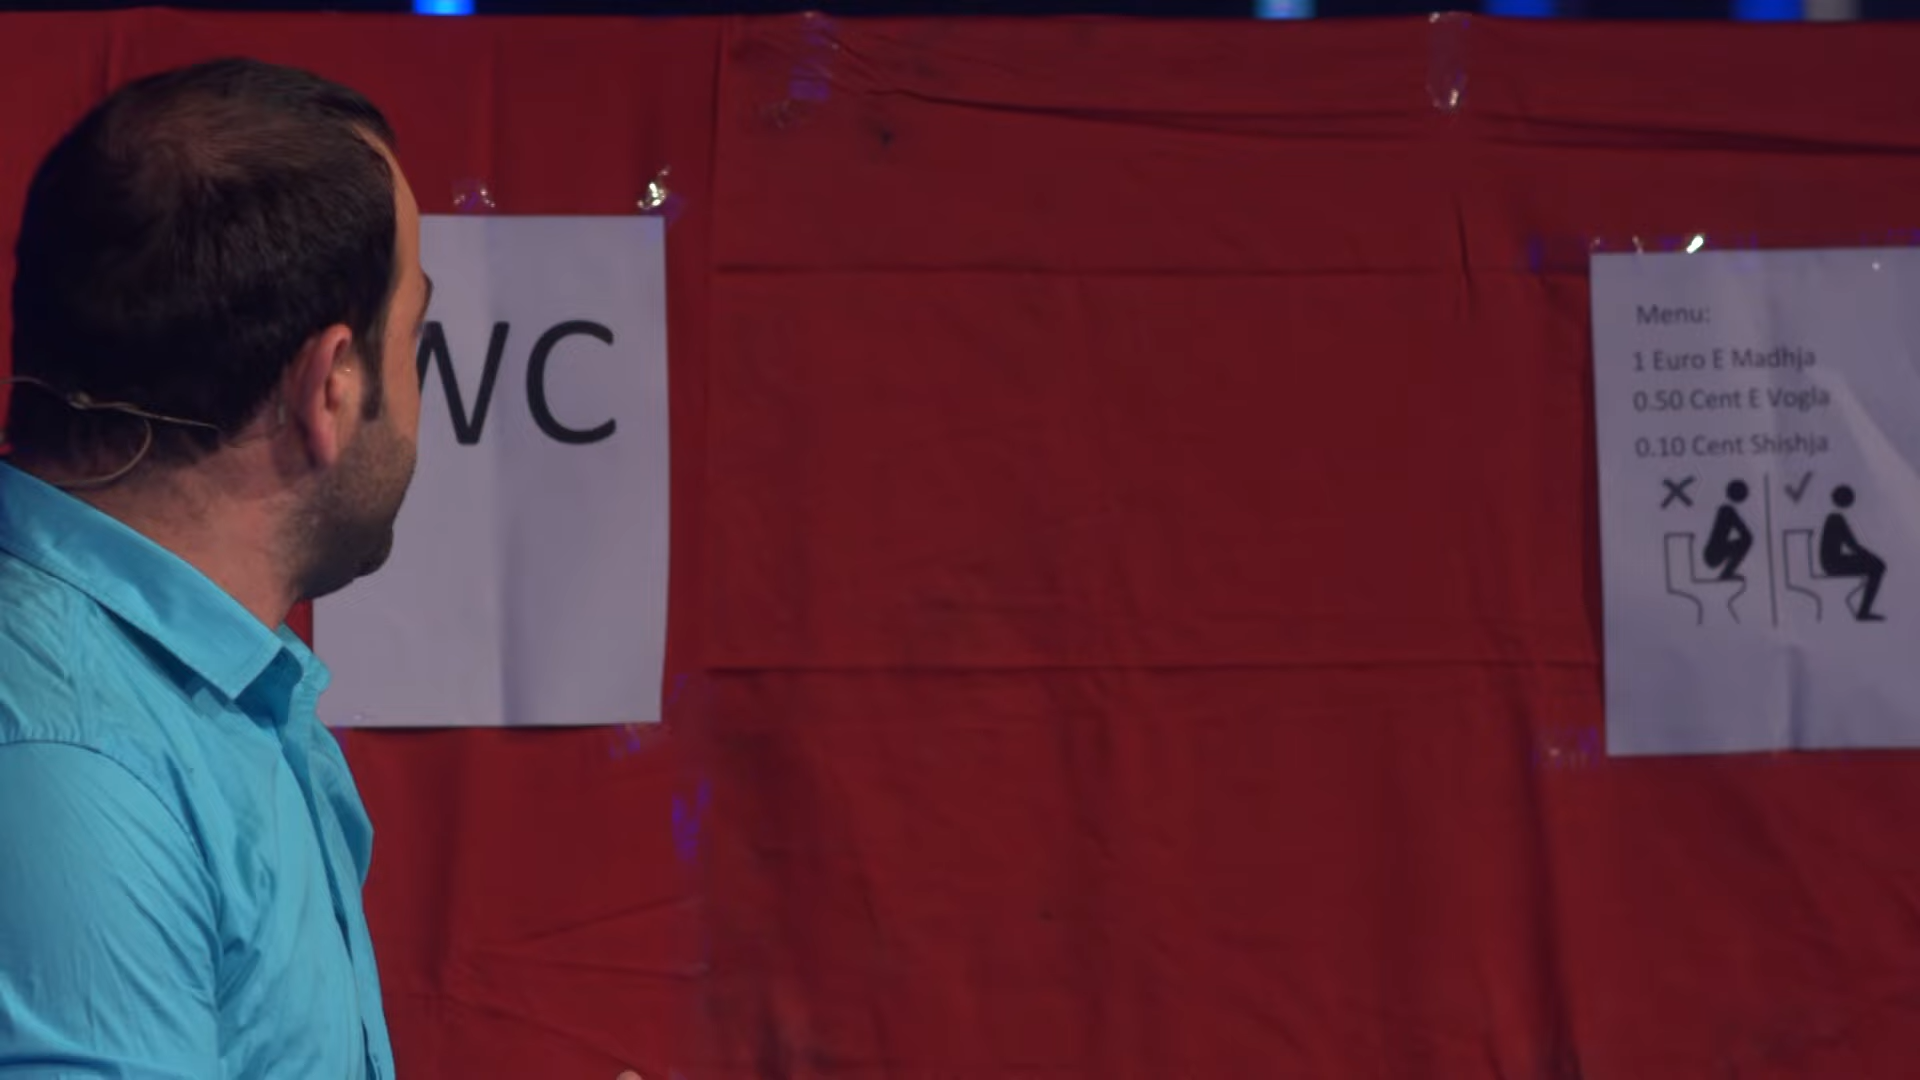 WC
Menu:
1 Euro E Madhja
0.50 Cent E Vogla
0.10 Cent Shishja